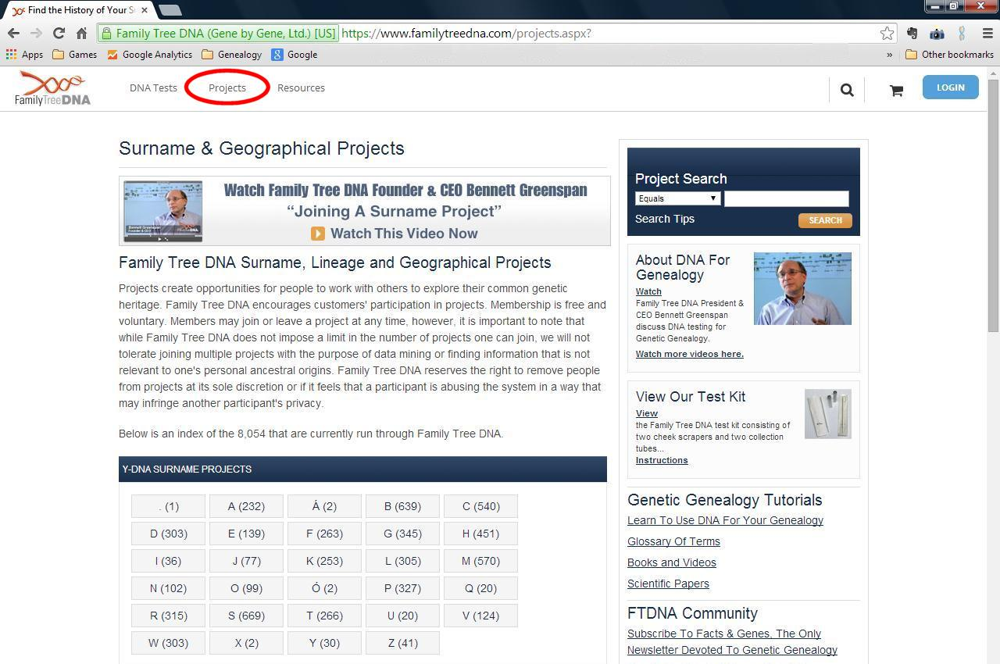 Find the History of Your S
Family Tree DNA (Gene by Gene, Ltd.) [US] https://www.familytreedna.com/projects.aspx?
Apps Games Google Analytics Genealogy Google » Other bookmarks
FamilyTreeDNA
DNA Tests Projects Resources
LOGIN
Surname & Geographical Projects
Watch Family Tree DNA Founder & CEO Bennett Greenspan
“Joining A Surname Project”
Watch This Video Now
Bennett Greenspan
Founder & CEO
Family Tree DNA Surname, Lineage and Geographical Projects
Projects create opportunities for people to work with others to explore their common genetic
heritage. Family Tree DNA encourages customers' participation in projects. Membership is free and
voluntary. Members may join or leave a project at any time, however, it is important to note that
while Family Tree DNA does not impose a limit in the number of projects one can join, we will not
tolerate joining multiple projects with the purpose of data mining or finding information that is not
relevant to one's personal ancestral origins. Family Tree DNA reserves the right to remove people
from projects at its sole discretion or if it feels that a participant is abusing the system in a way that
may infringe another participant's privacy.
Below is an index of the 8,054 that are currently run through Family Tree DNA.
Y-DNA SURNAME PROJECTS
. (1) A (232) Á (2) B (639) C (540)
D (303) E (139) F (263) G (345) H (451)
I (36) J (77) K (253) L (305) M (570)
N (102) O (99) Ó (2) P (327) Q (20)
R (315) S (669) T (266) U (20) V (124)
W (303) X (2) Y (30) Z (41)
Project Search
Equals
Search Tips SEARCH
About DNA For
Genealogy
Watch
Family Tree DNA President &
CEO Bennett Greenspan
discuss DNA testing for
Genetic Genealogy.
Watch more videos here.
View Our Test Kit
View
the Family Tree DNA test kit consisting of
two cheek scrapers and two collection
tubes...
Instructions
Genetic Genealogy Tutorials
Learn To Use DNA For Your Genealogy
Glossary Of Terms
Books and Videos
Scientific Papers
FTDNA Community
Subscribe To Facts & Genes, The Only
Newsletter Devoted To Genetic Genealogy